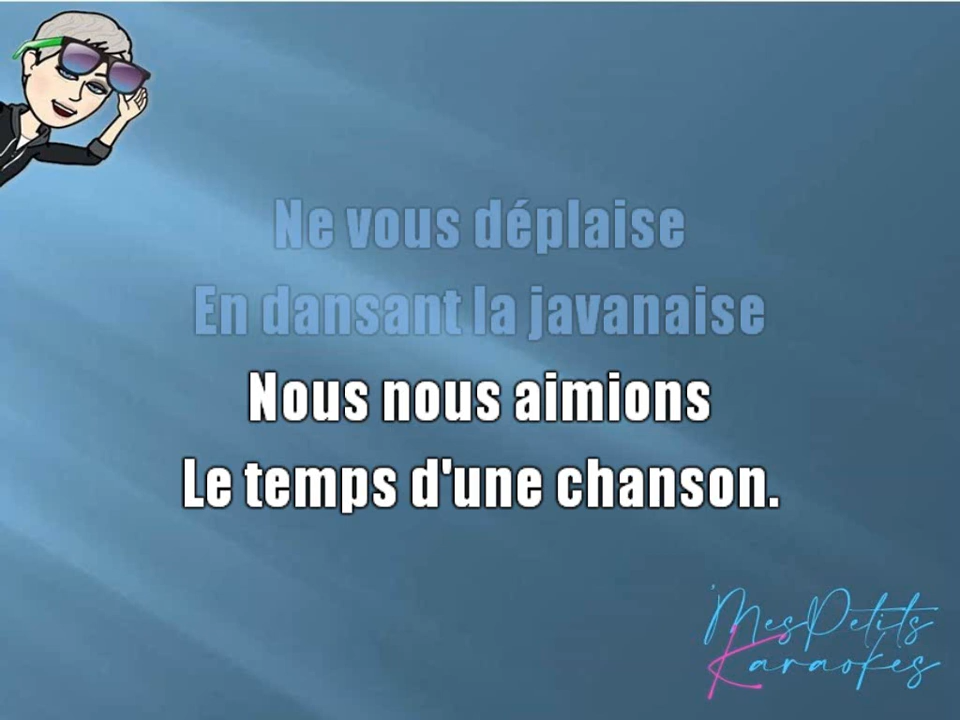 Ne vous déplaise
En dansant la javanaise
Nous nous aimions
Le temps d'une chanson.
MesPetits
Karaokes